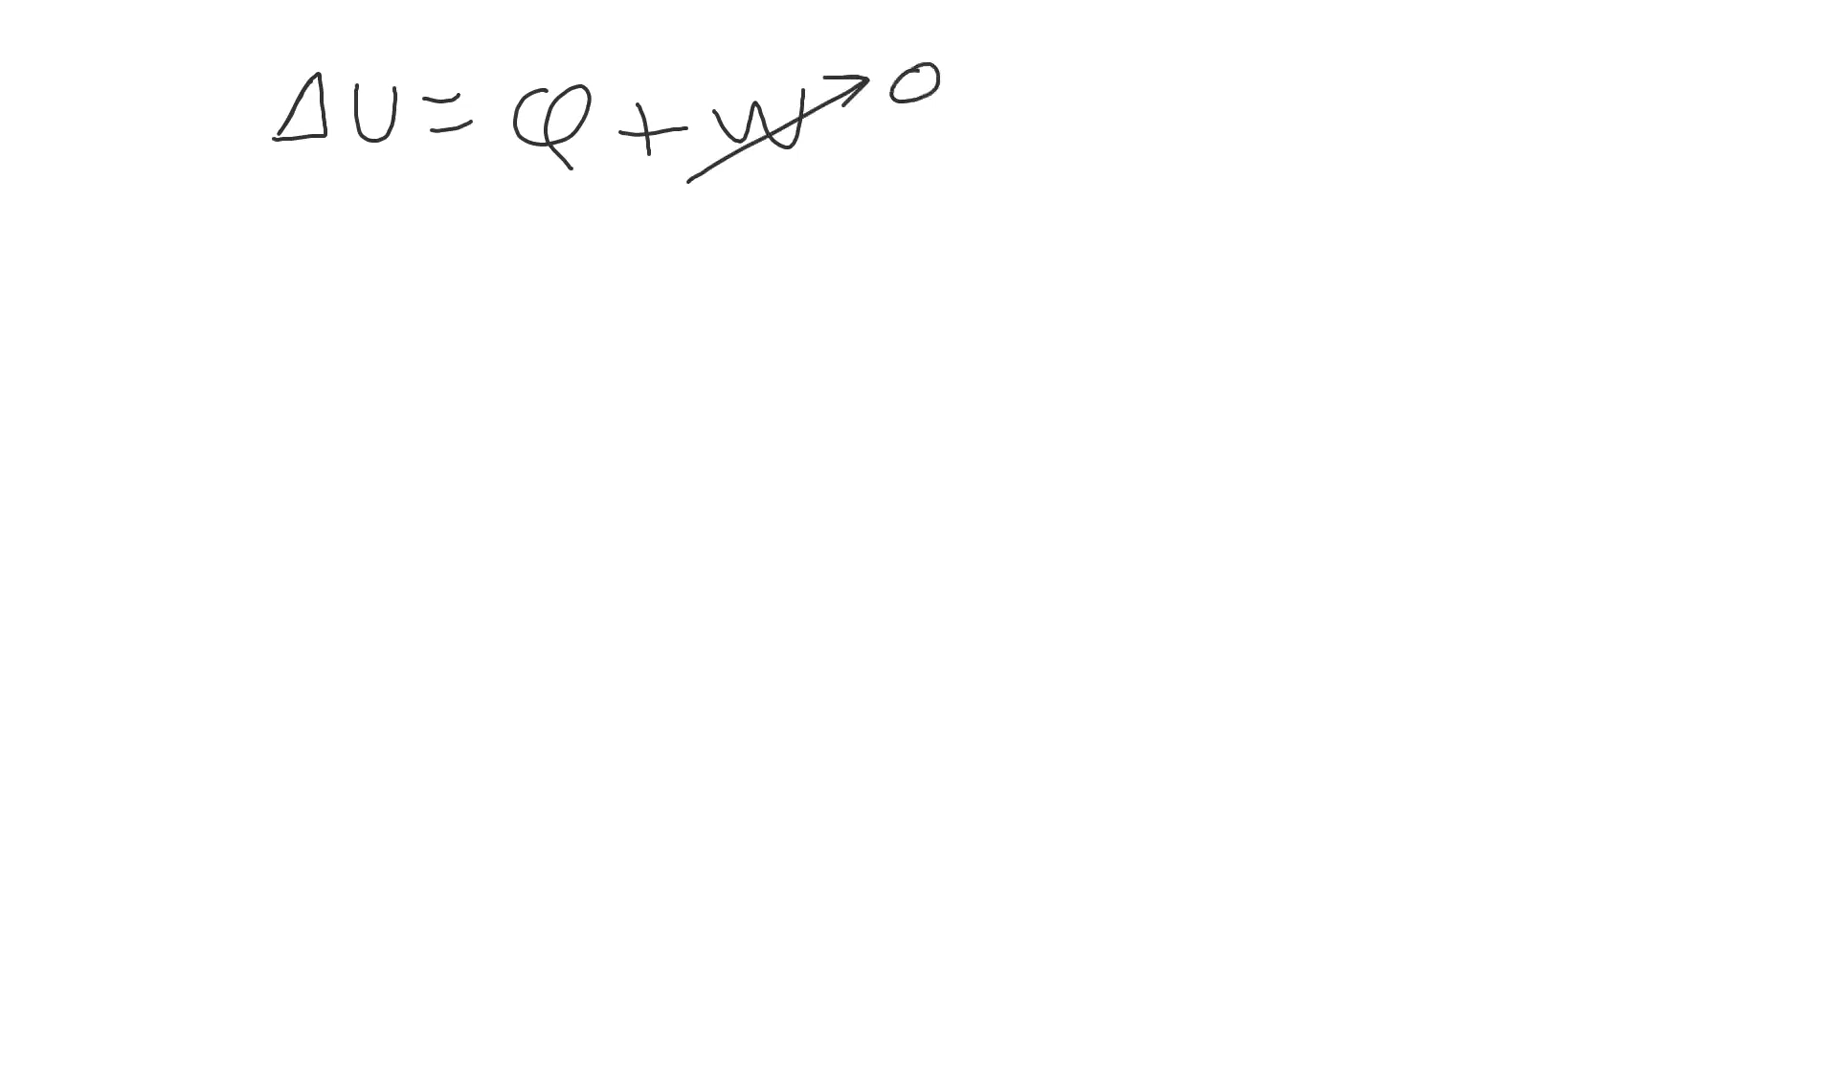 ΔU = Q + W → 0